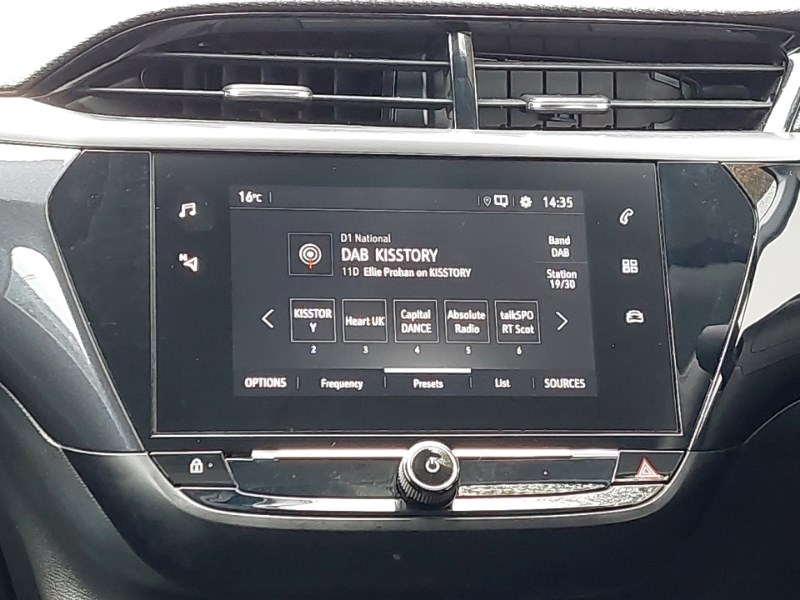 16°C
14:35
D1 National
DAB KISSTORY
11D Ellie Prohan on KISSTORY
Band
DAB
Station
19/30
KISSTOR
Y
Heart UK
Capital
DANCE
Absolute
Radio
talkSPO
RT Scot
2 3 4 5 6
OPTIONS Frequency Presets List SOURCES
N